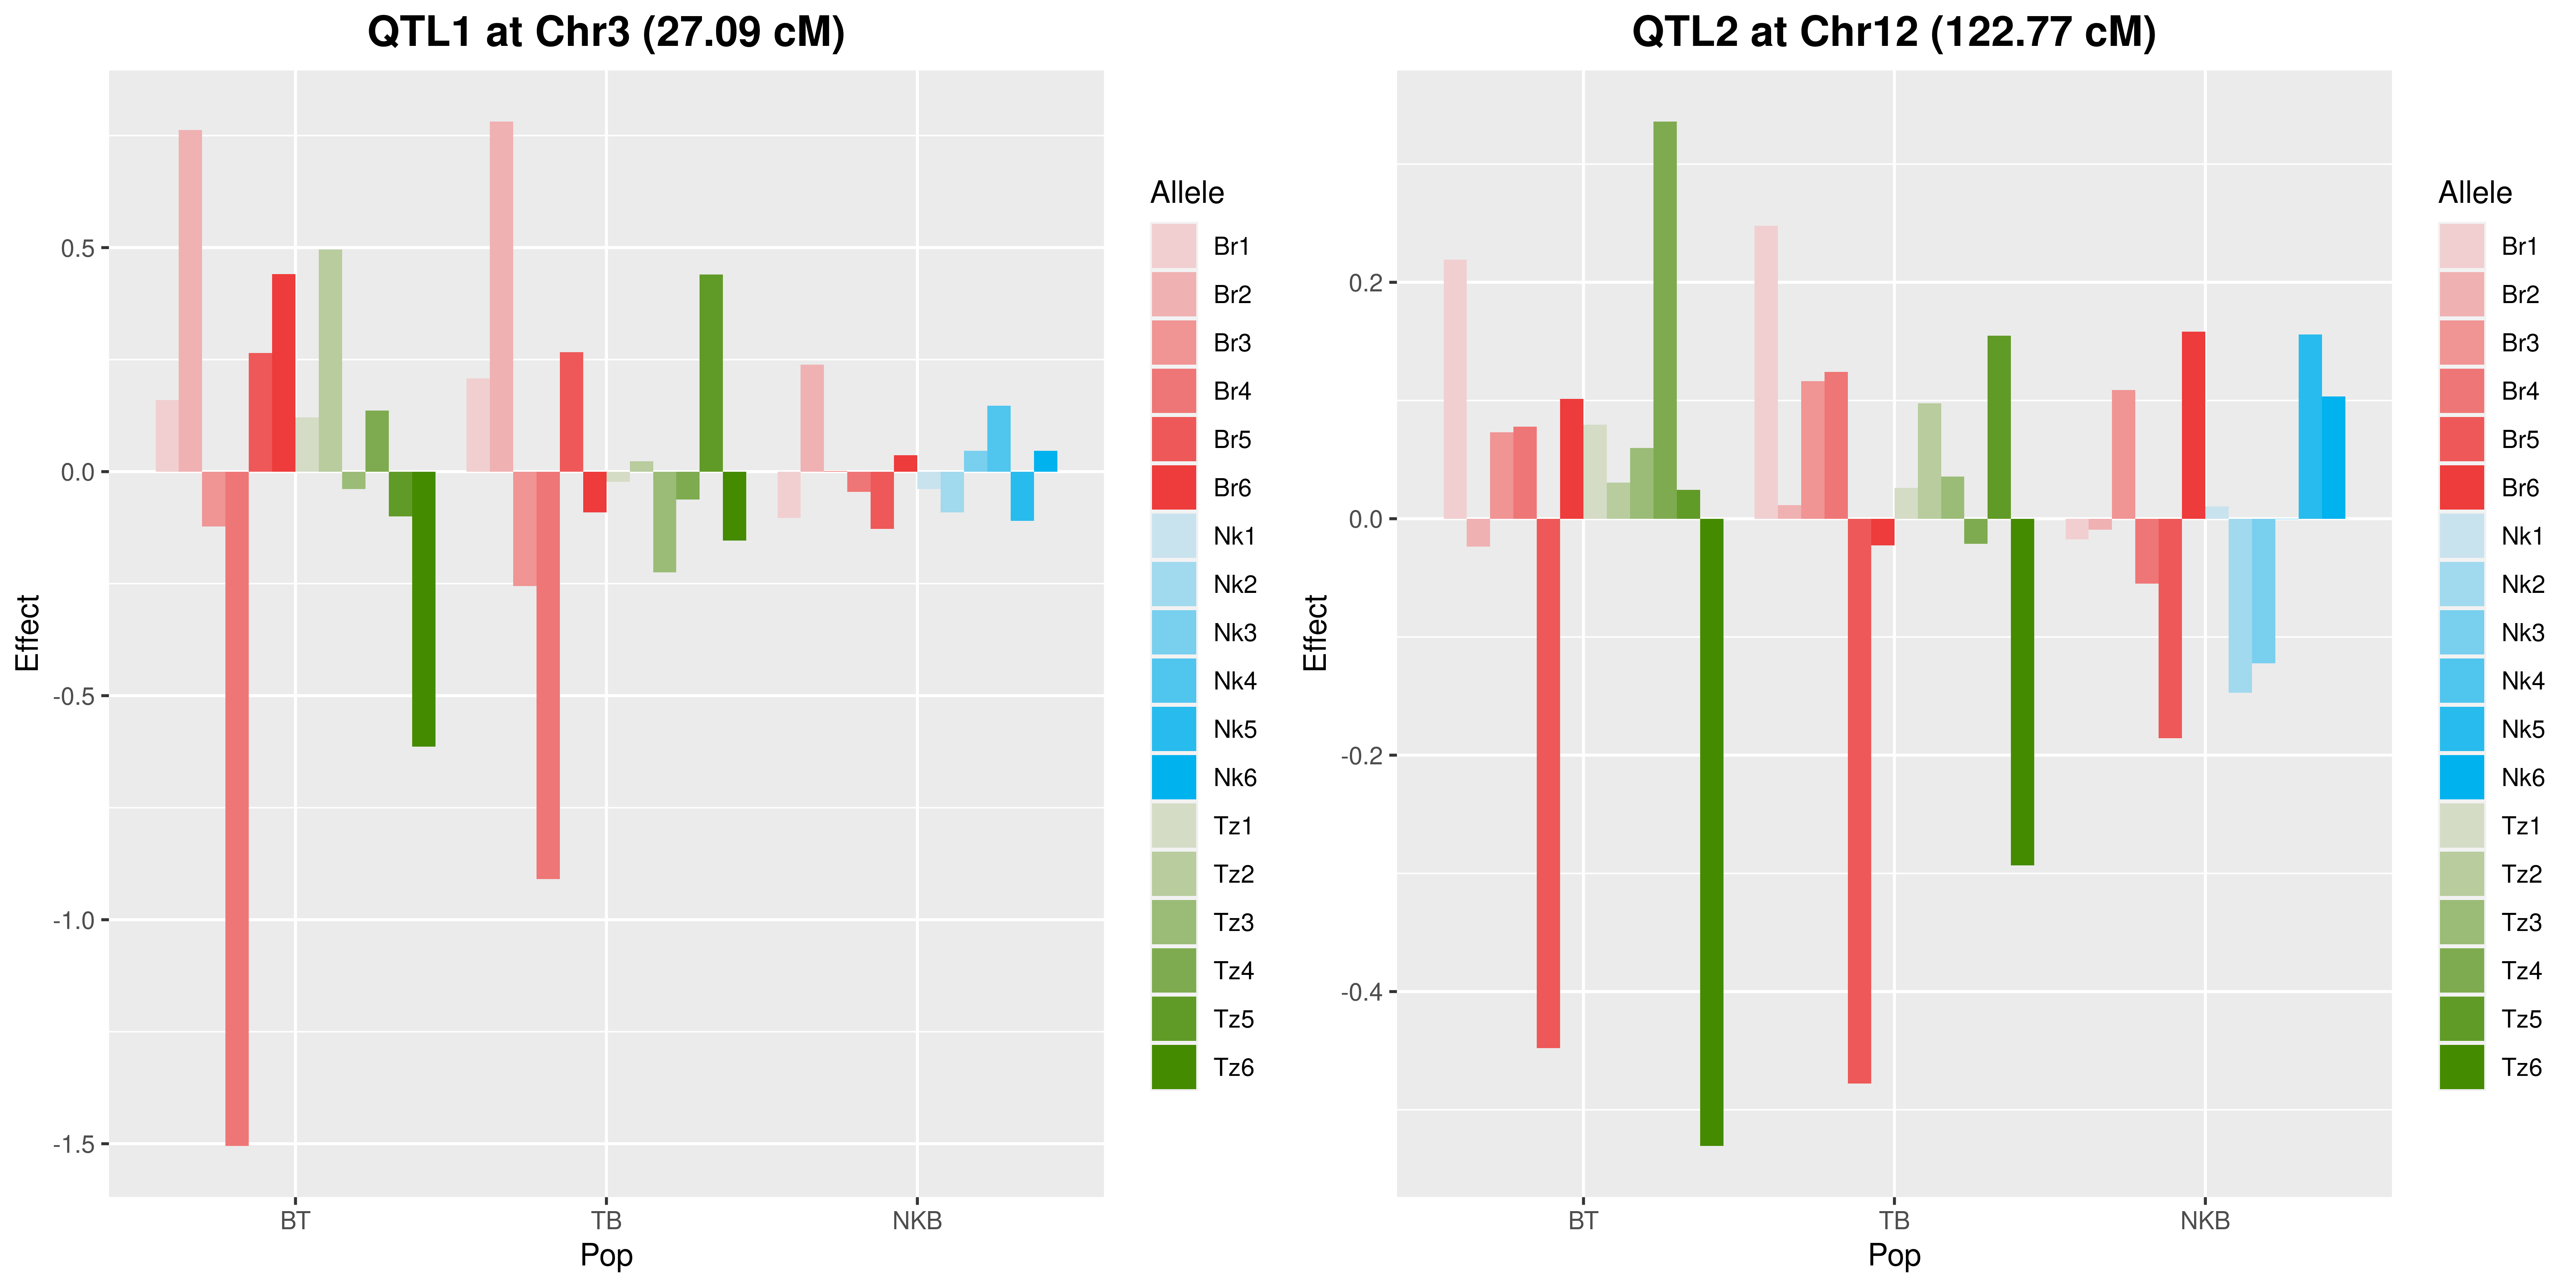 QTL1 at Chr3 (27.09 cM)
Effect
0.5
0.0
-0.5
-1.0
-1.5
BT
TB
NKB
Pop
Allele
Br1
Br2
Br3
Br4
Br5
Br6
Nk1
Nk2
Nk3
Nk4
Nk5
Nk6
Tz1
Tz2
Tz3
Tz4
Tz5
Tz6
QTL2 at Chr12 (122.77 cM)
Effect
0.2
0.0
-0.2
-0.4
BT
TB
NKB
Pop
Allele
Br1
Br2
Br3
Br4
Br5
Br6
Nk1
Nk2
Nk3
Nk4
Nk5
Nk6
Tz1
Tz2
Tz3
Tz4
Tz5
Tz6